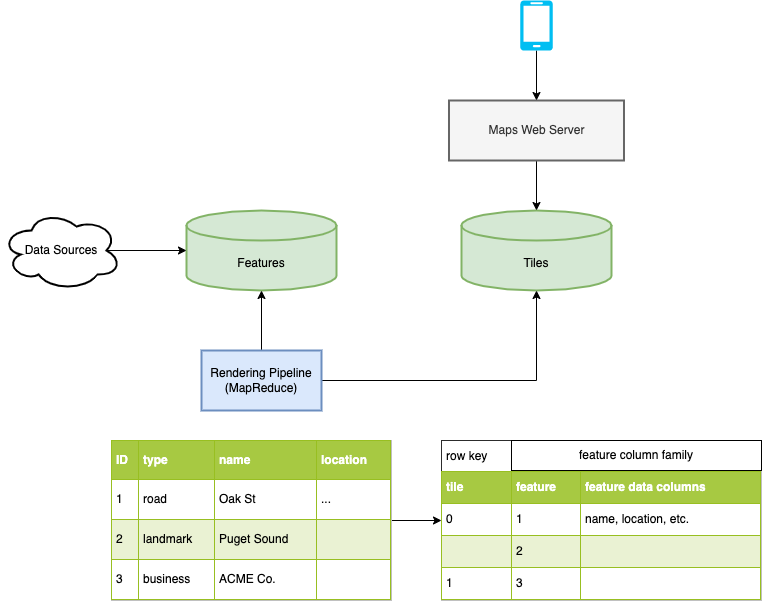 Maps Web Server
Data Sources
Features
Tiles
Rendering Pipeline
(MapReduce)
ID type name location
1 road Oak St ...
2 landmark Puget Sound
3 business ACME Co.
row key feature column family
tile feature feature data columns
0 1 name, location, etc.
2
1 3